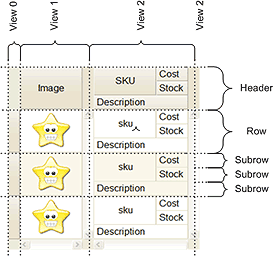 View 0
View 1
View 2
View 2
Image
SKU
Cost
Stock
Description
Header
sku
Cost
Stock
Description
Row
sku
Cost
Stock
Description
Subrow
Subrow
Subrow
sku
Cost
Stock
Description